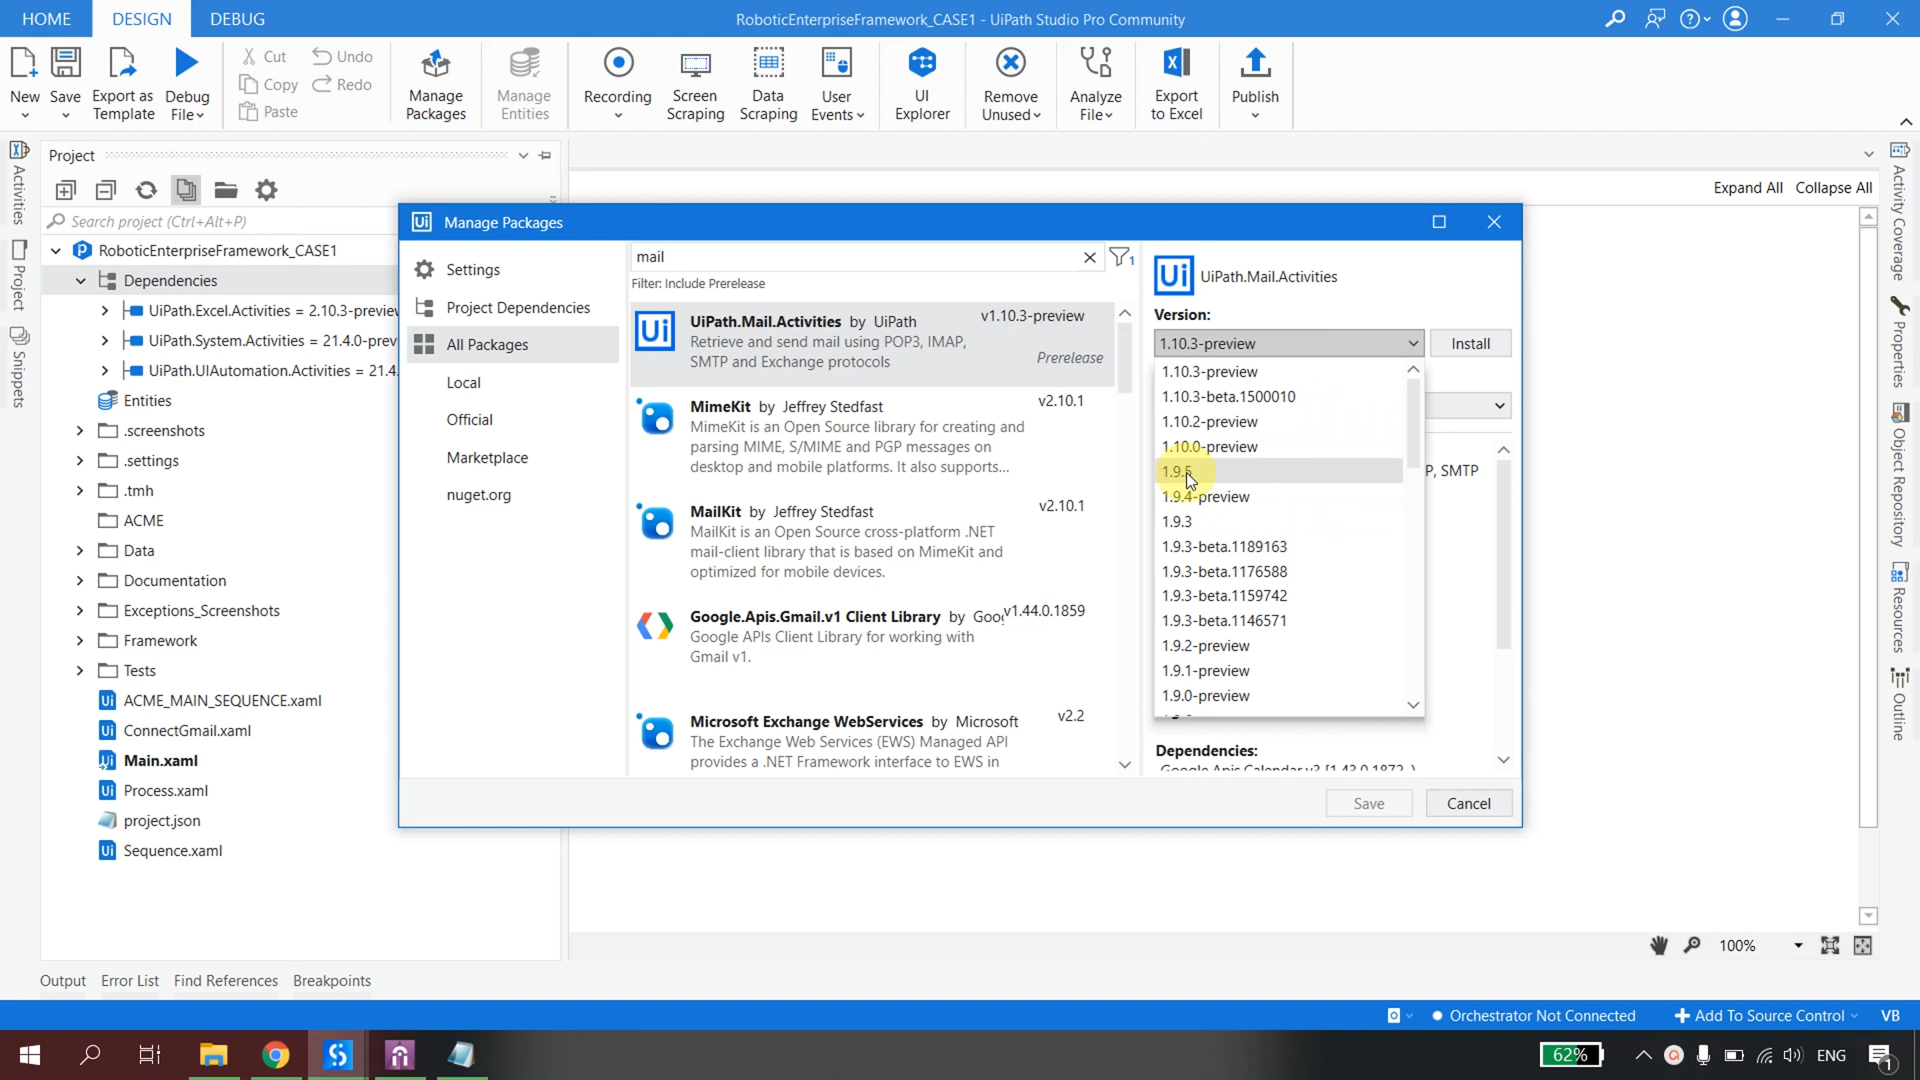 HOME
DESIGN
DEBUG
RoboticEnterpriseFramework_CASE1 - UiPath Studio Pro Community
New
Save
Export as
Template
Debug
File
Cut
Copy
Paste
Undo
Redo
Manage
Packages
Manage
Entities
Recording
Screen
Scraping
Data
Scraping
User
Events
UI
Explorer
Remove
Unused
Analyze
File
Export
to Excel
Publish
Activities
Project
Snippets
Project
Search project (Ctrl+Alt+P)
RoboticEnterpriseFramework_CASE1
Dependencies
UiPath.Excel.Activities = 2.10.3-preview
UiPath.System.Activities = 21.4.0-prev
UiPath.UIAutomation.Activities = 21.4.
Entities
.screenshots
.settings
.tmh
ACME
Data
Documentation
Exceptions_Screenshots
Framework
Tests
ACME_MAIN_SEQUENCE.xaml
ConnectGmail.xaml
Main.xaml
Process.xaml
project.json
Sequence.xaml
Expand All Collapse All
Manage Packages
Settings
Project Dependencies
All Packages
Local
Official
Marketplace
nuget.org
mail
1
Filter: Include Prerelease
UiPath.Mail.Activities by UiPath v1.10.3-preview
Retrieve and send mail using POP3, IMAP,
SMTP and Exchange protocols
Prerelease
MimeKit by Jeffrey Stedfast v2.10.1
MimeKit is an Open Source library for creating and
parsing MIME, S/MIME and PGP messages on
desktop and mobile platforms. It also supports...
MailKit by Jeffrey Stedfast v2.10.1
MailKit is an Open Source cross-platform .NET
mail-client library that is based on MimeKit and
optimized for mobile devices.
Google.Apis.Gmail.v1 Client Library by Goo v1.44.0.1859
Google APIs Client Library for working with
Gmail v1.
Microsoft Exchange WebServices by Microsoft v2.2
The Exchange Web Services (EWS) Managed API
provides a .NET Framework interface to EWS in
UiPath.Mail.Activities
Version:
1.10.3-preview
Install
1.10.3-preview
1.10.3-beta.1500010
1.10.2-preview
1.10.0-preview
1.9.5
1.9.4-preview
1.9.3
1.9.3-beta.1189163
1.9.3-beta.1176588
1.9.3-beta.1159742
1.9.3-beta.1146571
1.9.2-preview
1.9.1-preview
1.9.0-preview
P, SMTP
Dependencies:
Google.Apis.Calendar.v3 [1.43.0.1872, )
Save
Cancel
Activity Coverage
Properties
Object Repository
Resources
Outline
100%
Output
Error List
Find References
Breakpoints
Orchestrator Not Connected
Add To Source Control
VB
62%
ENG
1